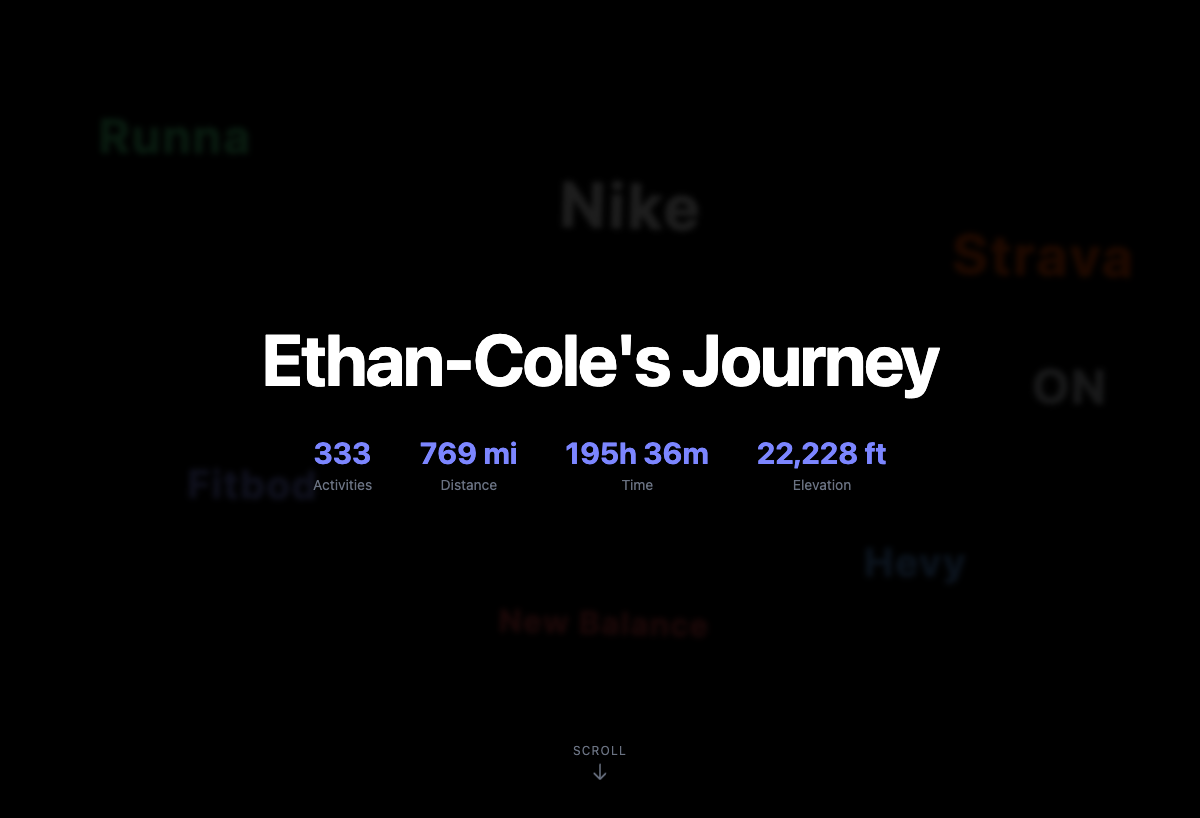 Runna
Nike
Strava
Ethan-Cole's Journey
ON
333
769 mi
195h 36m
22,228 ft
Fitbod
Activities
Distance
Time
Elevation
Hevy
New Balance
SCROLL